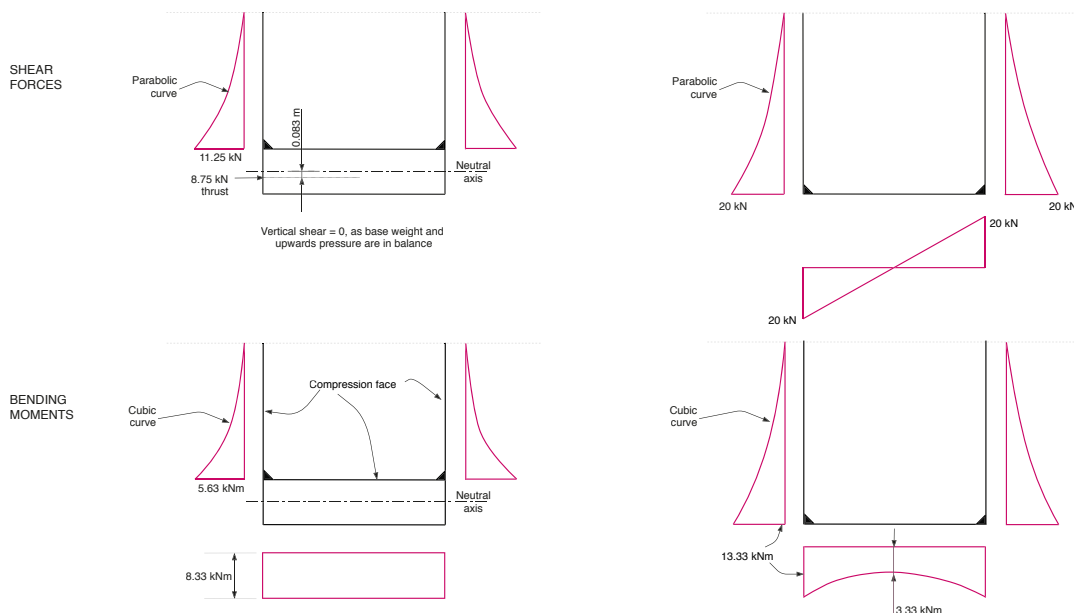 SHEAR
FORCES
Parabolic
curve
0.083 m
11.25 kN
8.75 kN
thrust
Neutral
axis
Vertical shear = 0, as base weight and
upwards pressure are in balance
Parabolic
curve
20 kN
20 kN
20 kN
20 kN
BENDING
MOMENTS
Cubic
curve
Compression face
5.63 kNm
Neutral
axis
8.33 kNm
Cubic
curve
13.33 kNm
3.33 kNm